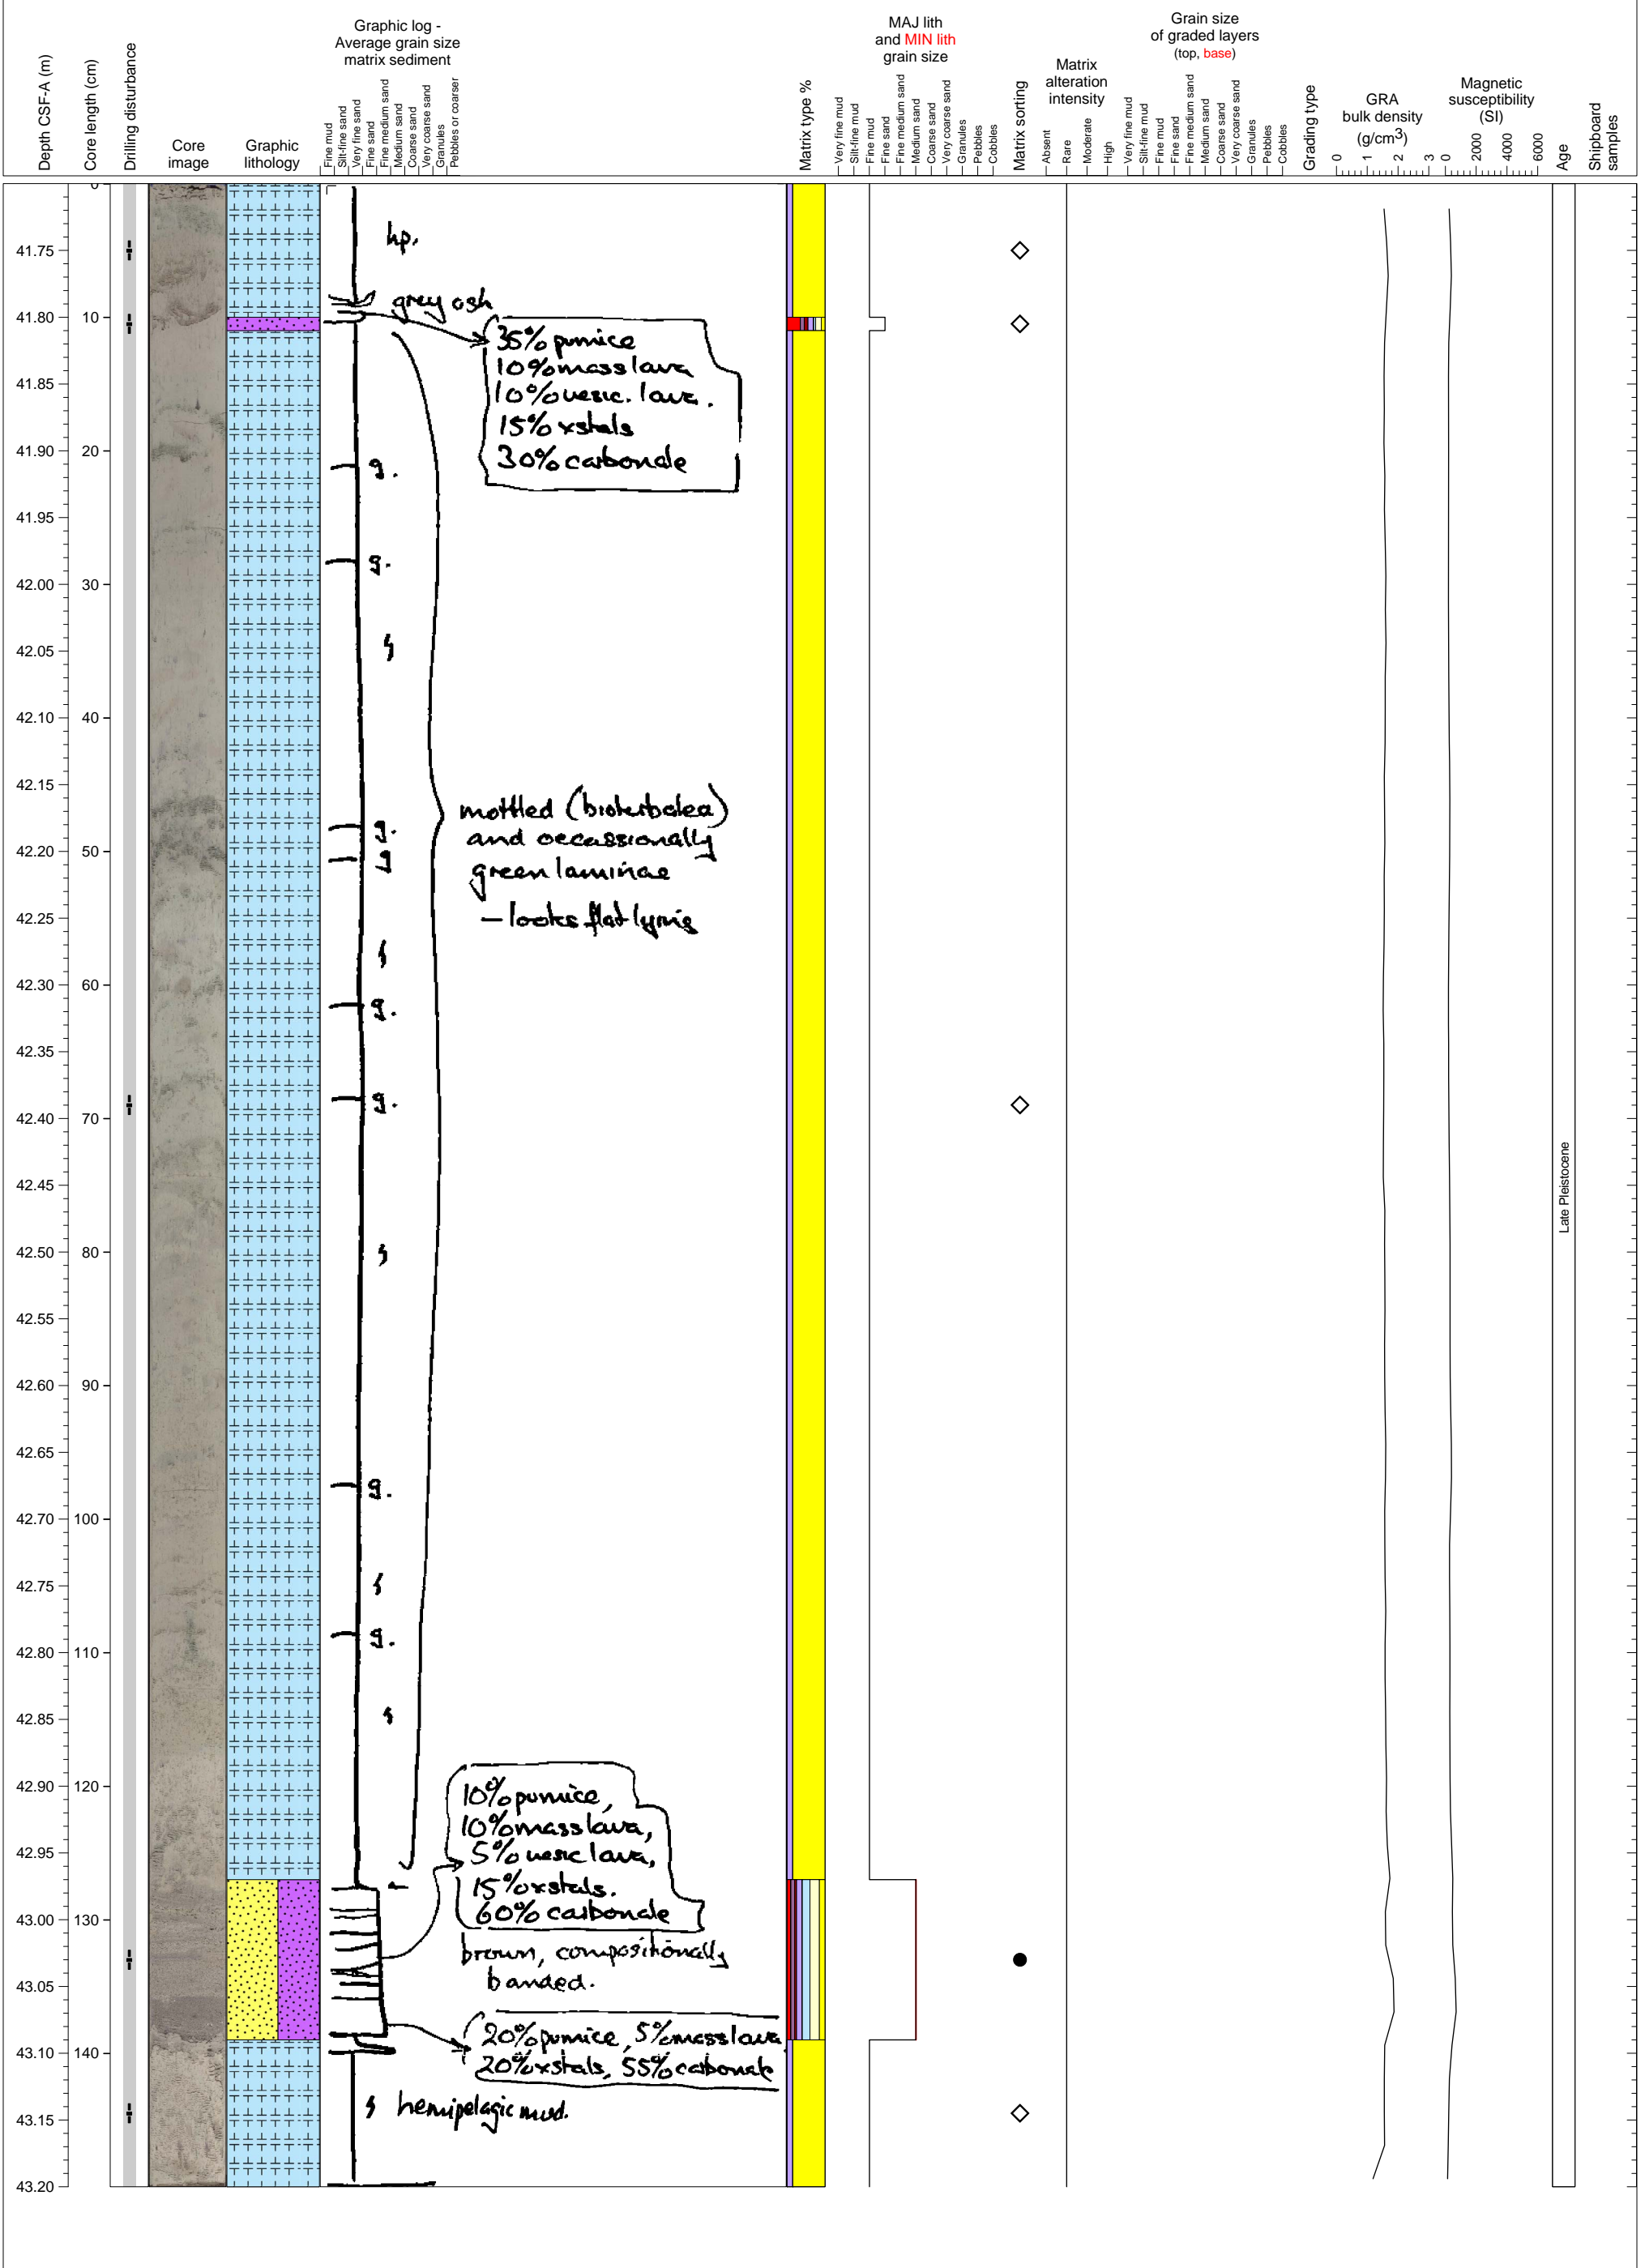 Depth CSF-A (m)
Core length (cm)
Drilling disturbance
Core
image
Graphic
lithology
Graphic log -
Average grain size
matrix sediment
Fine mud
Silt-fine sand
Very fine sand
Fine sand
Fine medium sand
Medium sand
Coarse sand
Very coarse sand
Granules
Pebbles or coarser
Matrix type %
MAJ lith
and MIN lith
grain size
Very fine mud
Silt-fine mud
Fine mud
Fine sand
Fine medium sand
Medium sand
Coarse sand
Very coarse sand
Granules
Pebbles
Cobbles
Matrix sorting
Matrix
alteration
intensity
Absent
Rare
Moderate
High
Grain size
of graded layers
(top, base)
Very fine mud
Silt-fine mud
Fine mud
Fine sand
Fine medium sand
Medium sand
Coarse sand
Very coarse sand
Granules
Pebbles
Cobbles
Grading type
GRA
bulk density
(g/cm3)
0 1 2 3
Magnetic
susceptibility
(SI)
0 2000 4000 6000
Age
Shipboard
samples
0
41.75
41.80 10
41.85
41.90 20
41.95
42.00 30
42.05
42.10 40
42.15
42.20 50
42.25
42.30 60
42.35
42.40 70
42.45
42.50 80
42.55
42.60 90
42.65
42.70 100
42.75
42.80 110
42.85
42.90 120
42.95
43.00 130
43.05
43.10 140
43.15
43.20
hp.
grey ash
35% pumice
10% mass lava
10% vesic. lava.
15% xstals
30% carbonate
g.
g.
g.
g
mottled (bioturbated)
and occassionally
green laminae
- looks flat lying
g.
g.
g.
g.
10% pumice,
10% mass lava,
5% vesic lava,
15% xstals.
60% carbonate
brown, compositionally
banded.
20% pumice, 5% mass lava
20% xstals, 55% carbonate
hemipelagic mud.
Late Pleistocene